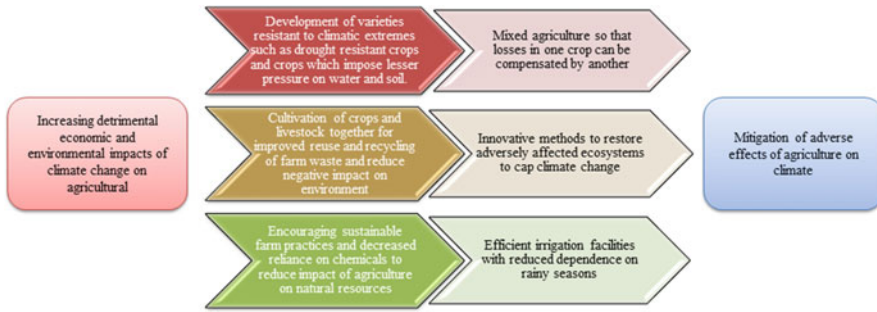 Increasing detrimental
economic and
environmental impacts of
climate change on
agricultural
Development of varieties
resistant to climatic extremes
such as drought resistant crops
and crops which impose lesser
pressure on water and soil.
Mixed agriculture so that
losses in one crop can be
compensated by another
Cultivation of crops and
livestock together for
improved reuse and recycling
of farm waste and reduce
negative impact on
environment
Innovative methods to restore
adversely affected ecosystems
to cap climate change
Encouraging sustainable
farm practices and decreased
reliance on chemicals to
reduce impact of agriculture
on natural resources
Efficient irrigation facilities
with reduced dependence on
rainy seasons
Mitigation of adverse
effects of agriculture on
climate